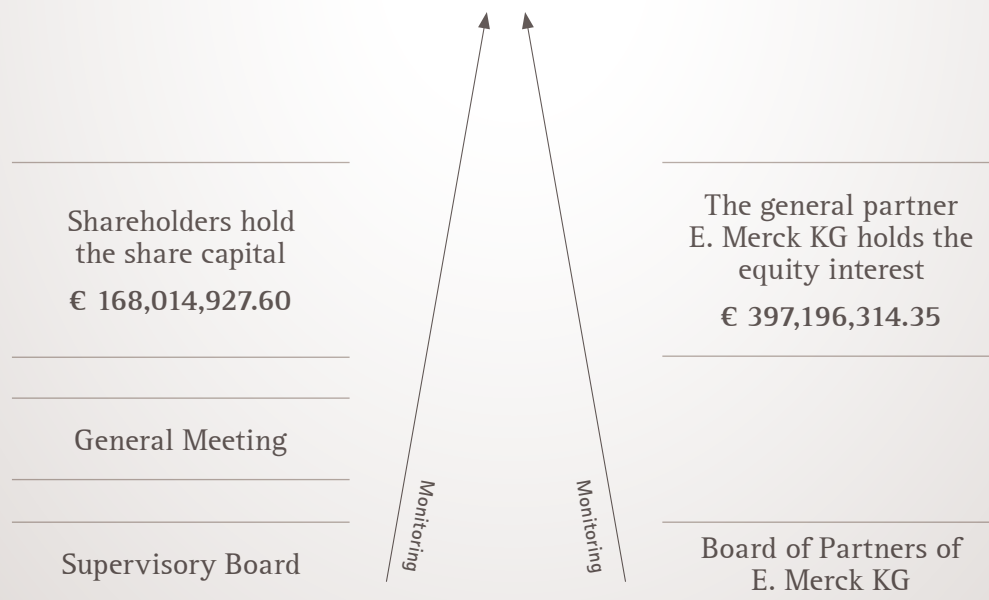 Shareholders hold
the share capital
€ 168,014,927.60
General Meeting
Supervisory Board
Monitoring
Monitoring
The general partner
E. Merck KG holds the
equity interest
€ 397,196,314.35
Board of Partners of
E. Merck KG